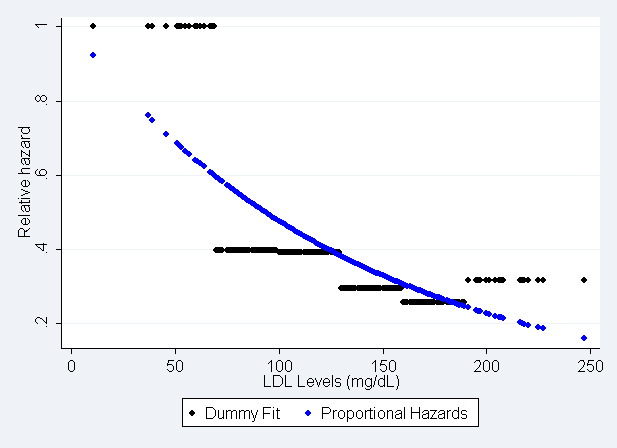 1
.8
.6
.4
.2
Relative hazard
0 50 100 150 200 250
LDL Levels (mg/dL)
Dummy Fit Proportional Hazards